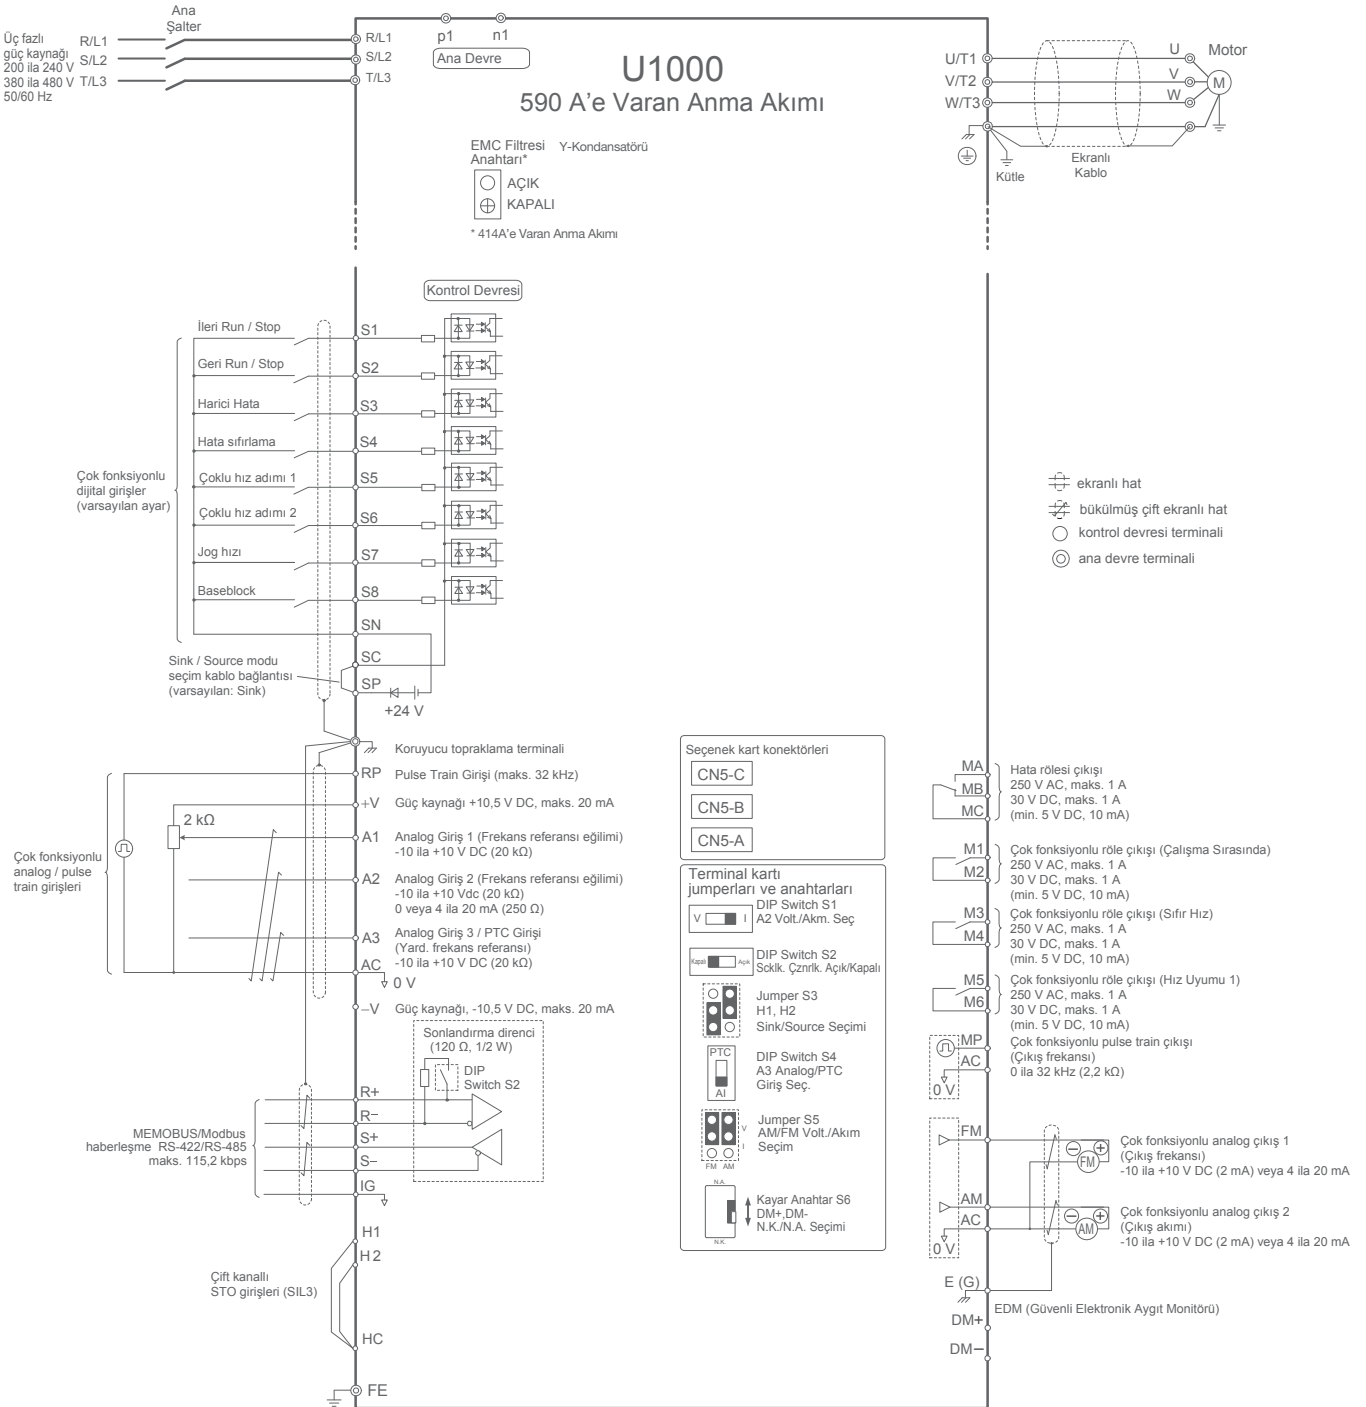 Üç fazlı
güç kaynağı
200 ila 240 V
380 ila 480 V
50/60 Hz
R/L1
S/L2
T/L3
Ana
Şalter
R/L1
S/L2
T/L3
p1
n1
Ana Devre
U1000
590 A'e Varan Anma Akımı
EMC Filtresi
Anahtarı*
Y-Kondansatörü
AÇIK
KAPALI
* 414A'e Varan Anma Akımı
U/T1
V/T2
W/T3
U
V
W
Motor
M
Kütle
Ekranlı
Kablo
Kontrol Devresi
Çok fonksiyonlu
dijital girişler
(varsayılan ayar)
İleri Run / Stop
S1
Geri Run / Stop
S2
Harici Hata
S3
Hata sıfırlama
S4
Çoklu hız adımı 1
S5
Çoklu hız adımı 2
S6
Jog hızı
S7
Baseblock
S8
SN
SC
SP
+24 V
Sink / Source modu
seçim kablo bağlantısı
(varsayılan: Sink)
ekranlı hat
bükülmüş çift ekranlı hat
kontrol devresi terminali
ana devre terminali
Koruyucu topraklama terminali
Çok fonksiyonlu
analog / pulse
train girişleri
2 kΩ
RP
Pulse Train Girişi (maks. 32 kHz)
+V
Güç kaynağı +10,5 V DC, maks. 20 mA
A1
Analog Giriş 1 (Frekans referansı eğilimi)
-10 ila +10 V DC (20 kΩ)
A2
Analog Giriş 2 (Frekans referansı eğilimi)
-10 ila +10 Vdc (20 kΩ)
0 veya 4 ila 20 mA (250 Ω)
A3
Analog Giriş 3 / PTC Girişi
(Yard. frekans referansı)
-10 ila +10 V DC (20 kΩ)
AC
0 V
–V
Güç kaynağı, -10,5 V DC, maks. 20 mA
Sonlandırma direnci
(120 Ω, 1/2 W)
DIP
Switch S2
MEMOBUS/Modbus
haberleşme RS-422/RS-485
maks. 115,2 kbps
R+
R–
S+
S–
IG
H1
H2
Çift kanallı
STO girişleri (SIL3)
HC
FE
Seçenek kart konektörleri
CN5-C
CN5-B
CN5-A
Terminal kartı
jumperları ve anahtarları
V
I
DIP Switch S1
A2 Volt./Akm. Seç
Kapalı
Açık
DIP Switch S2
Scklk. Çznrlk. Açık/Kapalı
Jumper S3
H1, H2
Sink/Source Seçimi
PTC
AI
DIP Switch S4
A3 Analog/PTC
Giriş Seç.
V
I
FM AM
Jumper S5
AM/FM Volt./Akım
Seçim
N.A.
N.K.
Kayar Anahtar S6
DM+,DM-
N.K./N.A. Seçimi
MA
MB
MC
Hata rölesi çıkışı
250 V AC, maks. 1 A
30 V DC, maks. 1 A
(min. 5 V DC, 10 mA)
M1
M2
Çok fonksiyonlu röle çıkışı (Çalışma Sırasında)
250 V AC, maks. 1 A
30 V DC, maks. 1 A
(min. 5 V DC, 10 mA)
M3
M4
Çok fonksiyonlu röle çıkışı (Sıfır Hız)
250 V AC, maks. 1 A
30 V DC, maks. 1 A
(min. 5 V DC, 10 mA)
M5
M6
Çok fonksiyonlu röle çıkışı (Hız Uyumu 1)
250 V AC, maks. 1 A
30 V DC, maks. 1 A
(min. 5 V DC, 10 mA)
MP
AC
0 V
Çok fonksiyonlu pulse train çıkışı
(Çıkış frekansı)
0 ila 32 kHz (2,2 kΩ)
FM
FM
Çok fonksiyonlu analog çıkış 1
(Çıkış frekansı)
-10 ila +10 V DC (2 mA) veya 4 ila 20 mA
AM
AC
0 V
AM
Çok fonksiyonlu analog çıkış 2
(Çıkış akımı)
-10 ila +10 V DC (2 mA) veya 4 ila 20 mA
E (G)
EDM (Güvenli Elektronik Aygıt Monitörü)
DM+
DM–